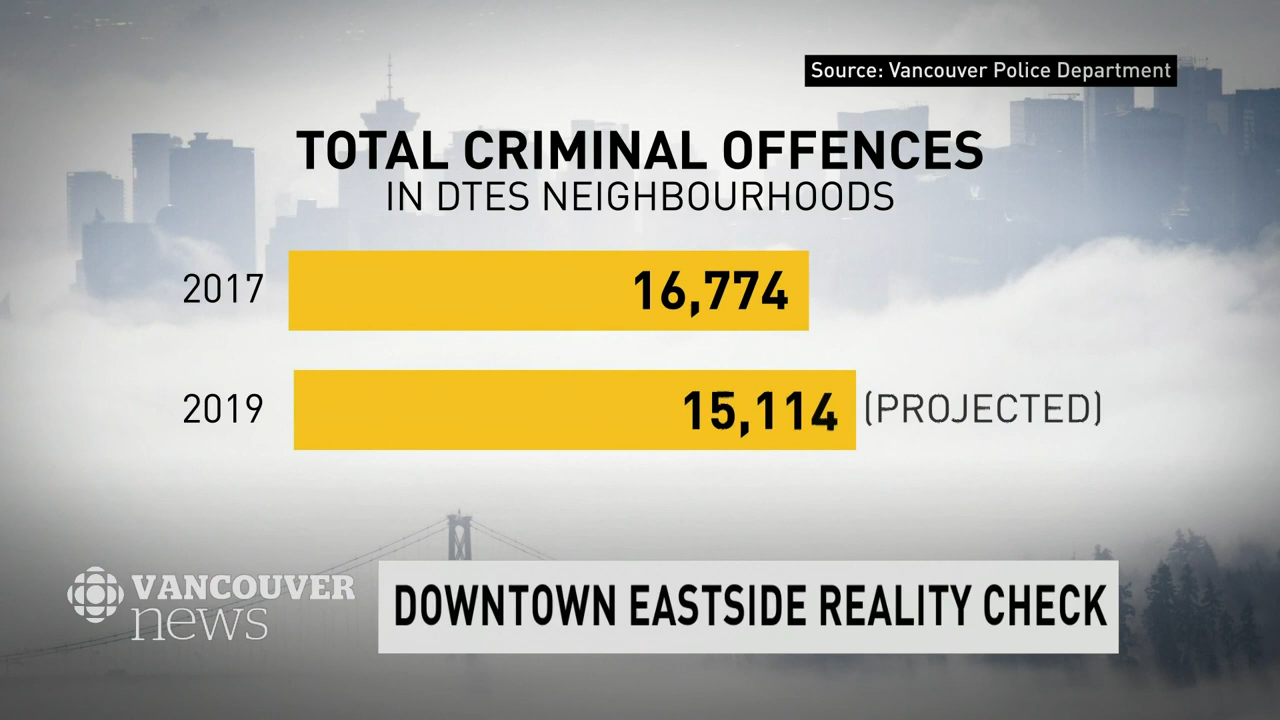 Source: Vancouver Police Department
TOTAL CRIMINAL OFFENCES
IN DTES NEIGHBOURHOODS
2017 16,774
2019 15,114 (PROJECTED)
VANCOUVER
news
DOWNTOWN EASTSIDE REALITY CHECK